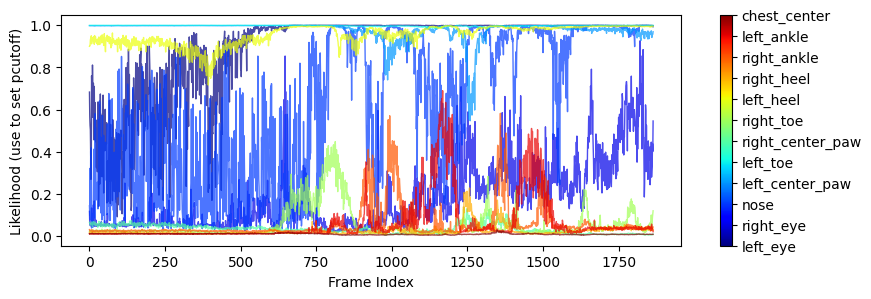 Likelihood (use to set pcutoff)
1.0
0.8
0.6
0.4
0.2
0.0
0 250 500 750 1000 1250 1500 1750
Frame Index
chest_center
left_ankle
right_ankle
right_heel
left_heel
right_toe
right_center_paw
left_toe
left_center_paw
nose
right_eye
left_eye